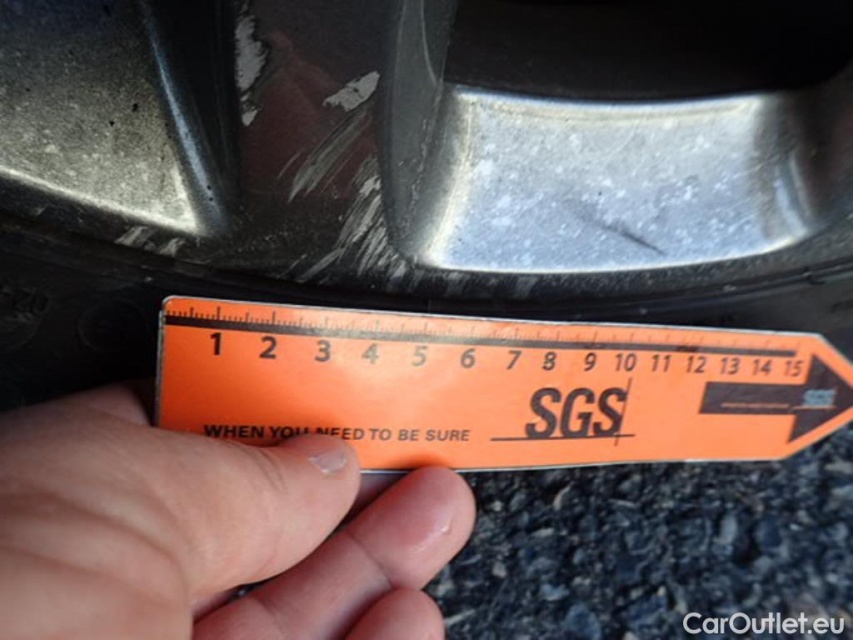 1 2 3 4 5 6 7 8 9 10 11 12 13 14 15
SGS
SGS
WHEN YOU NEED TO BE SURE
CarOutlet.eu